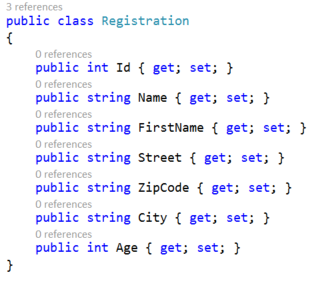 3 references
public class Registration
{
0 references
public int Id { get; set; }
0 references
public string Name { get; set; }
0 references
public string FirstName { get; set; }
0 references
public string Street { get; set; }
0 references
public string ZipCode { get; set; }
0 references
public string City { get; set; }
0 references
public int Age { get; set; }
}